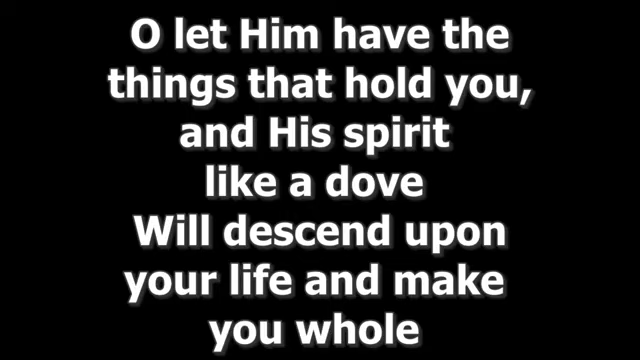 O let Him have the
things that hold you,
and His spirit
like a dove
Will descend upon
your life and make
you whole